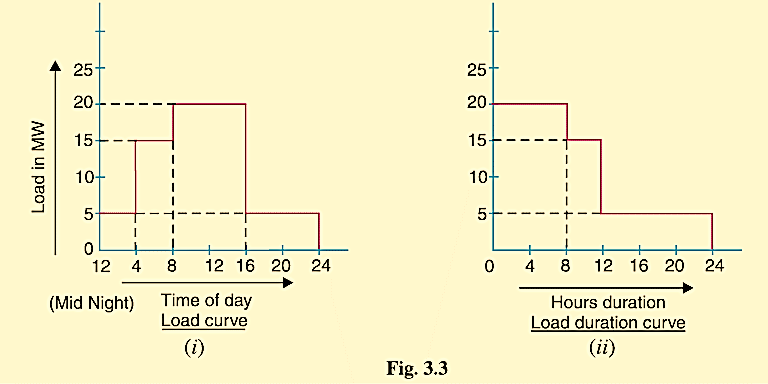 25
20
15
10
5
0
Load in MW
12 4 8 12 16 20 24
(Mid Night)
Time of day
Load curve
(i)
25
20
15
10
5
0 4 8 12 16 20 24
Hours duration
Load duration curve
(ii)
Fig. 3.3